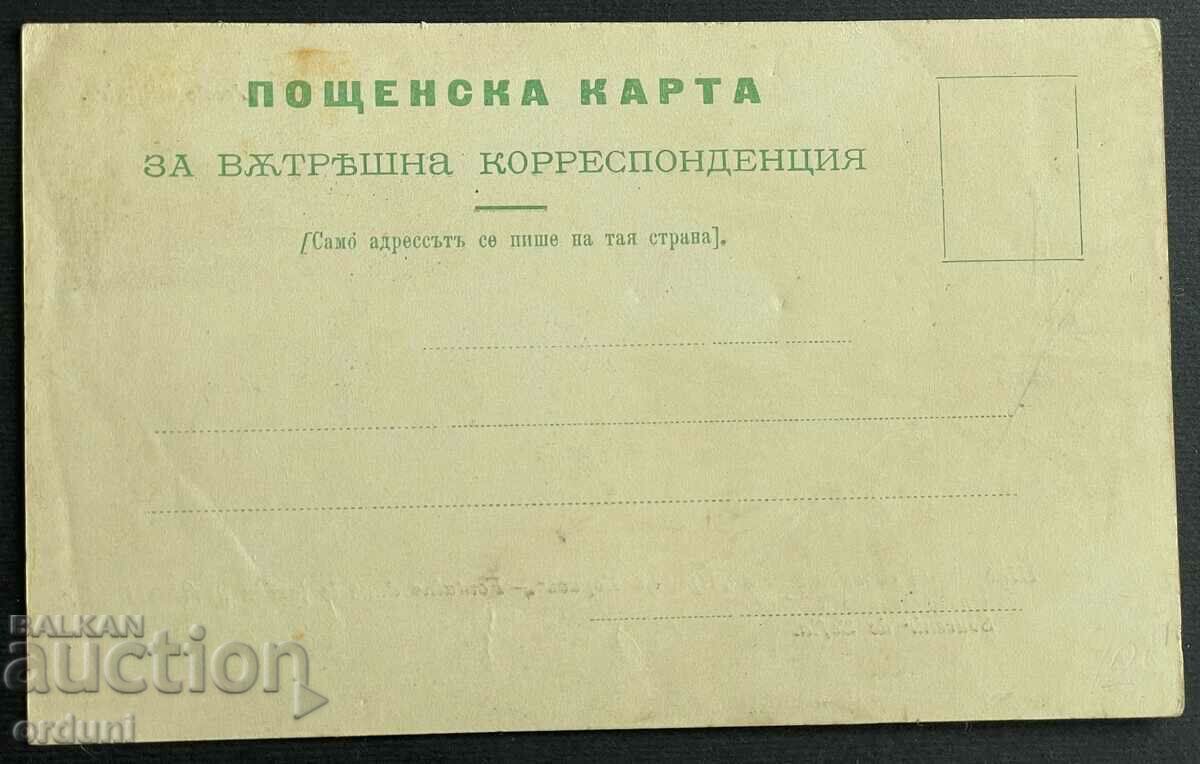 ПОЩЕНСКА КАРТА
ЗА ВѪТРѢШНА КОРРЕСПОНДЕНЦИЯ
[Само́ адрессътъ се пише на тая страна].
BALKAN
auction
orduni